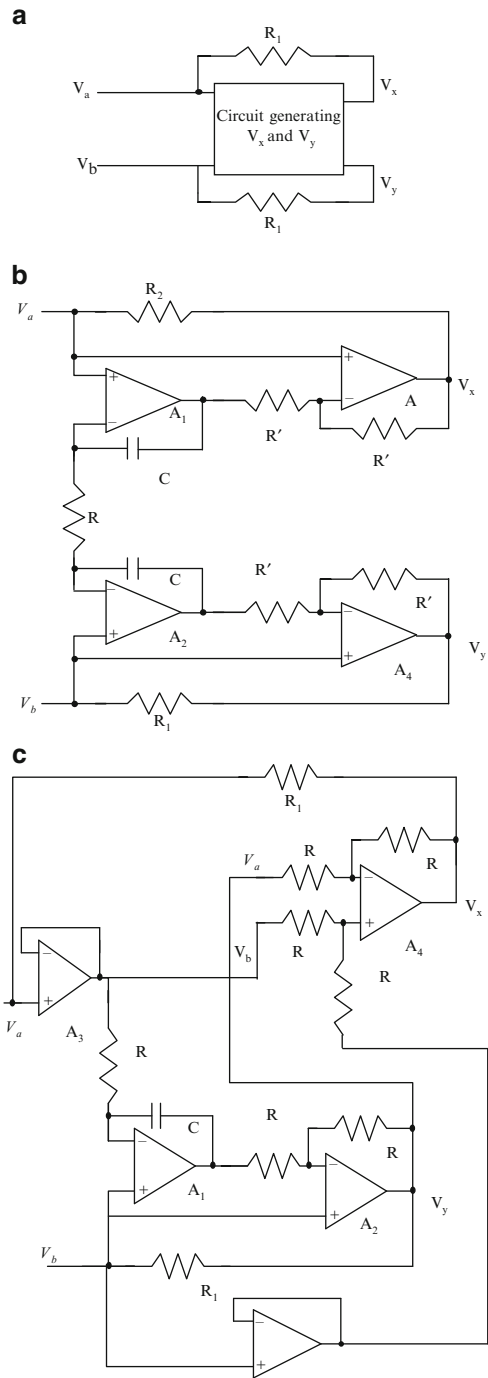 a
R1
Va
Vx
Circuit generating
Vx and Vy
Vb
Vy
R1
b
R2
Va
+
−
A1
+
−
A
Vx
R′
R′
C
R
C
R′
R′
−
+
A2
−
+
A4
Vy
Vb
R1
c
R1
R
R
Va
−
+
Vx
A4
Vb
R
R
−
+
Va
A3
R
C
R
R
−
+
A1
−
+
A2
Vy
Vb
R1
−
+